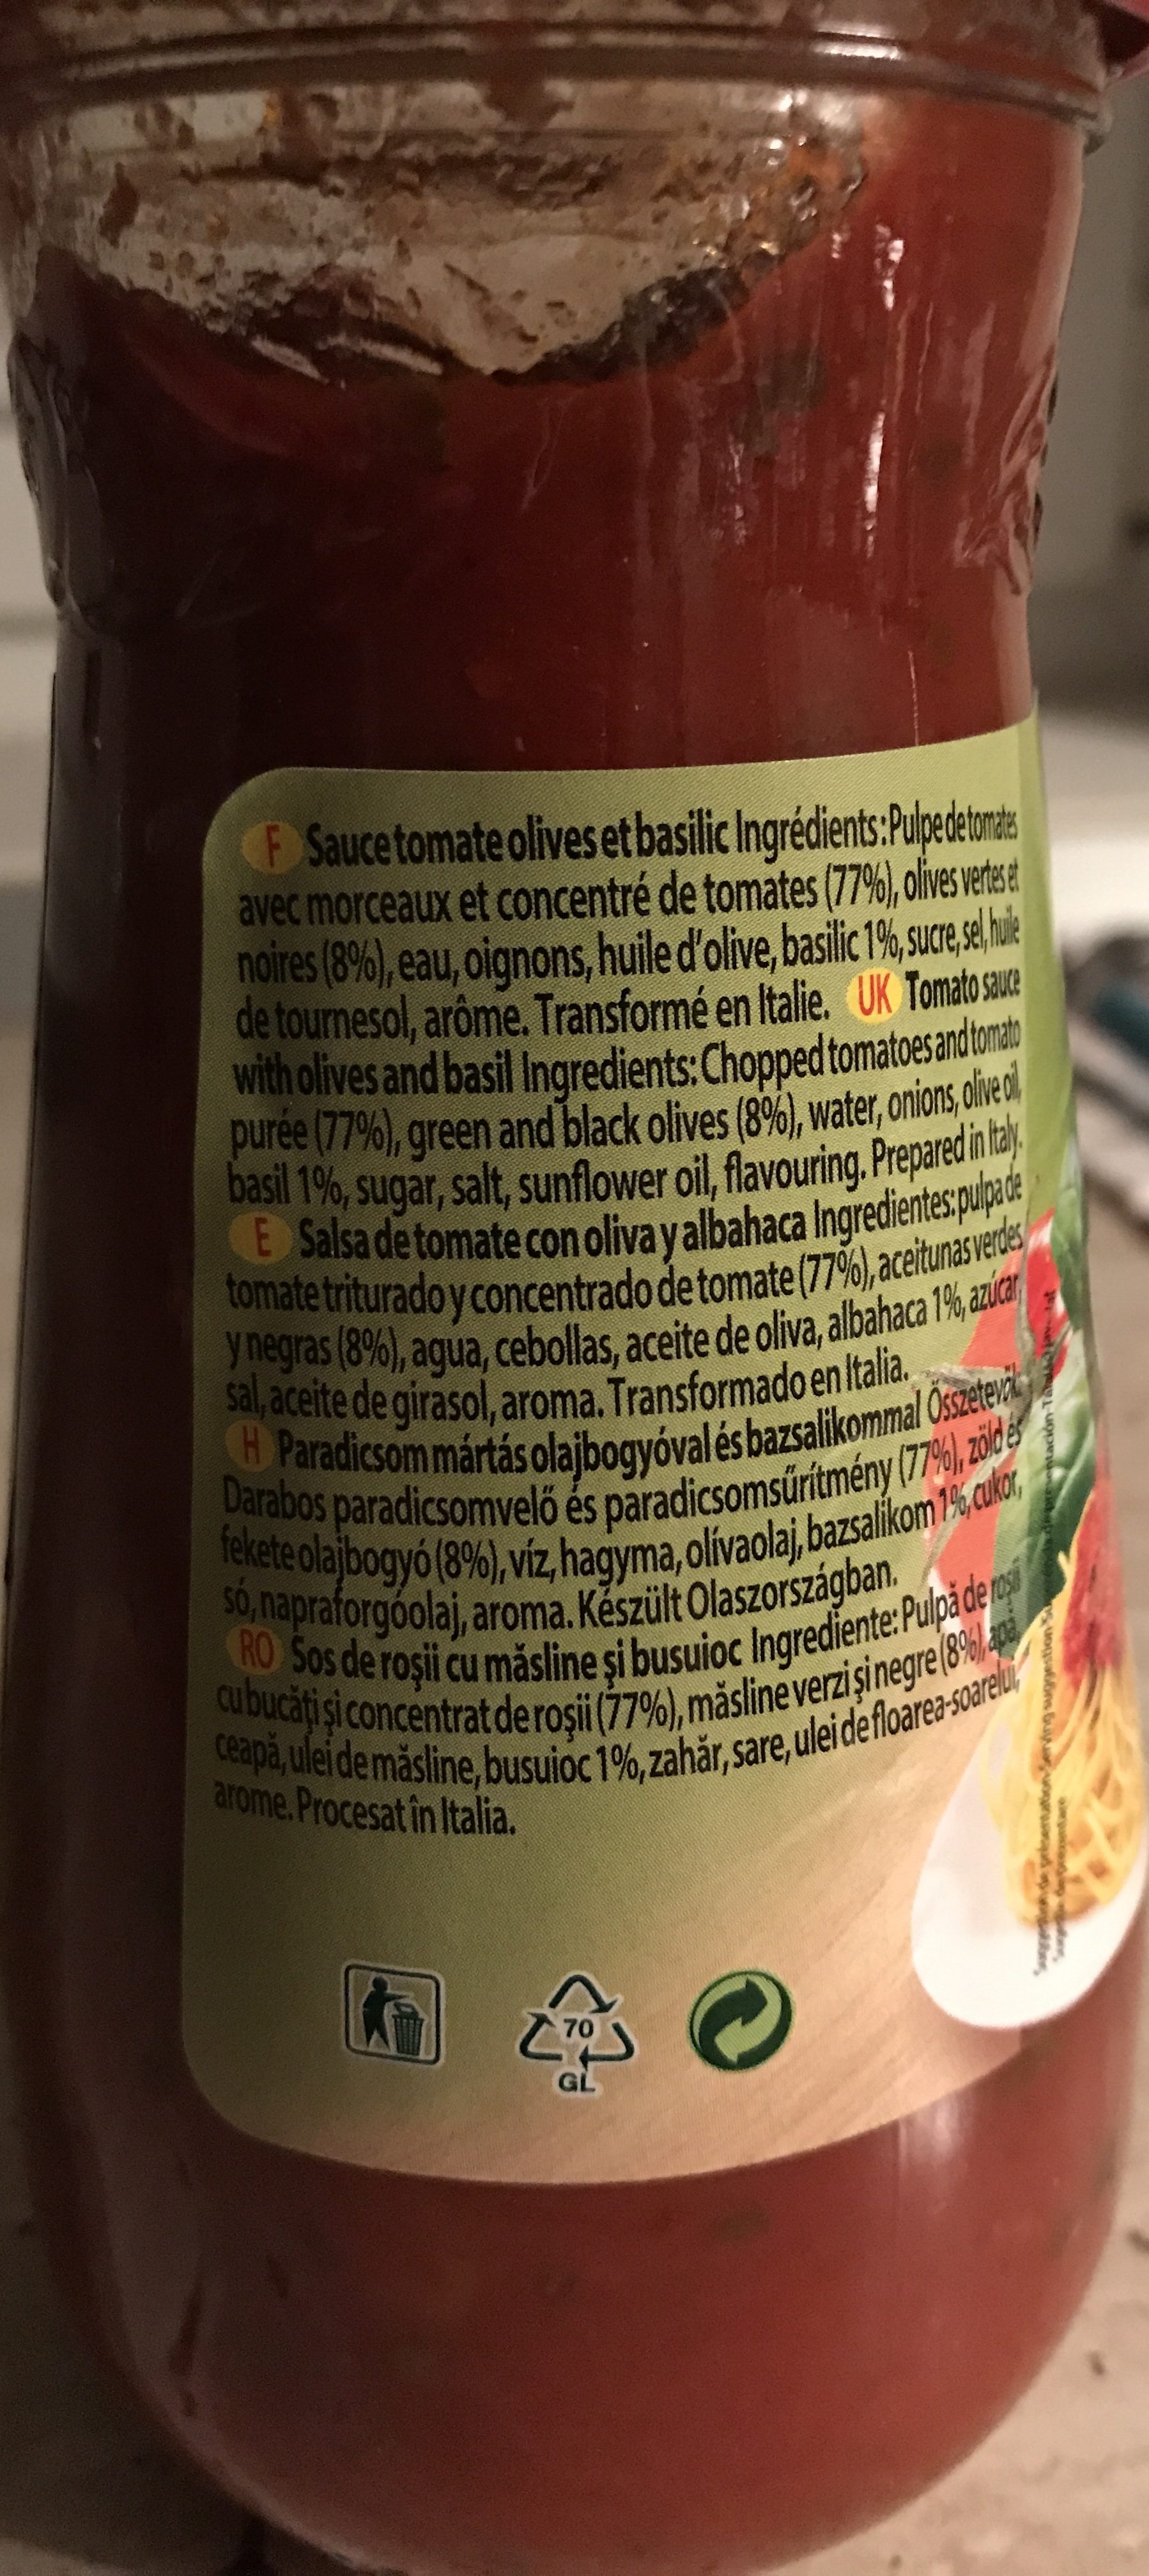 F Sauce tomate olives et basilic Ingrédients: Pulpe de tomates
avec morceaux et concentré de tomates (77%), olives vertes et
noires (8%), eau, oignons, huile d'olive, basilic 1%, sucre, sel, huile
de tournesol, arôme. Transformé en Italie. UK Tomato sauce
with olives and basil Ingredients: Chopped tomatoes and tomato
purée (77%), green and black olives (8%), water, onions, olive oil,
basil 1%, sugar, salt, sunflower oil, flavouring. Prepared in Italy.
E Salsa de tomate con oliva y albahaca Ingredientes: pulpa de
tomate triturado y concentrado de tomate (77%), aceitunas verdes
y negras (8%), agua, cebollas, aceite de oliva, albahaca 1%, azúcar,
sal, aceite de girasol, aroma. Transformado en Italia.
H Paradicsom mártás olajbogyóval és bazsalikommal Összetevők:
Darabos paradicsomvelő és paradicsomsűrítmény (77%), zöld és
fekete olajbogyó (8%), víz, hagyma, olívaolaj, bazsalikom 1%, cukor,
só, napraforgóolaj, aroma. Készült Olaszországban.
RO Sos de roşii cu măsline şi busuioc Ingrediente: Pulpă de roşii
cu bucăţi şi concentrat de roşii (77%), măsline verzi şi negre (8%), apă,
ceapă, ulei de măsline, busuioc 1%, zahăr, sare, ulei de floarea-soarelui,
arome. Procesat în Italia.
70
GL
Suggestion de présentation-Serving suggestion